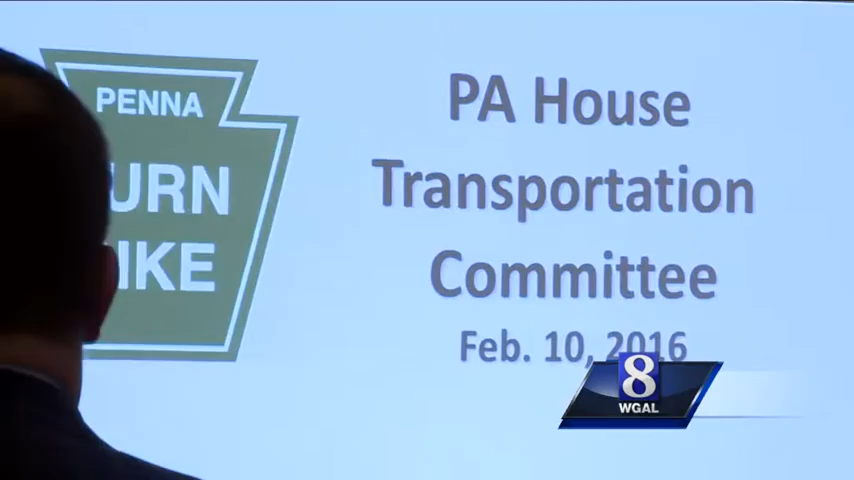 PENNA
URN
IKE
PA House
Transportation
Committee
Feb. 10, 2016
8
WGAL